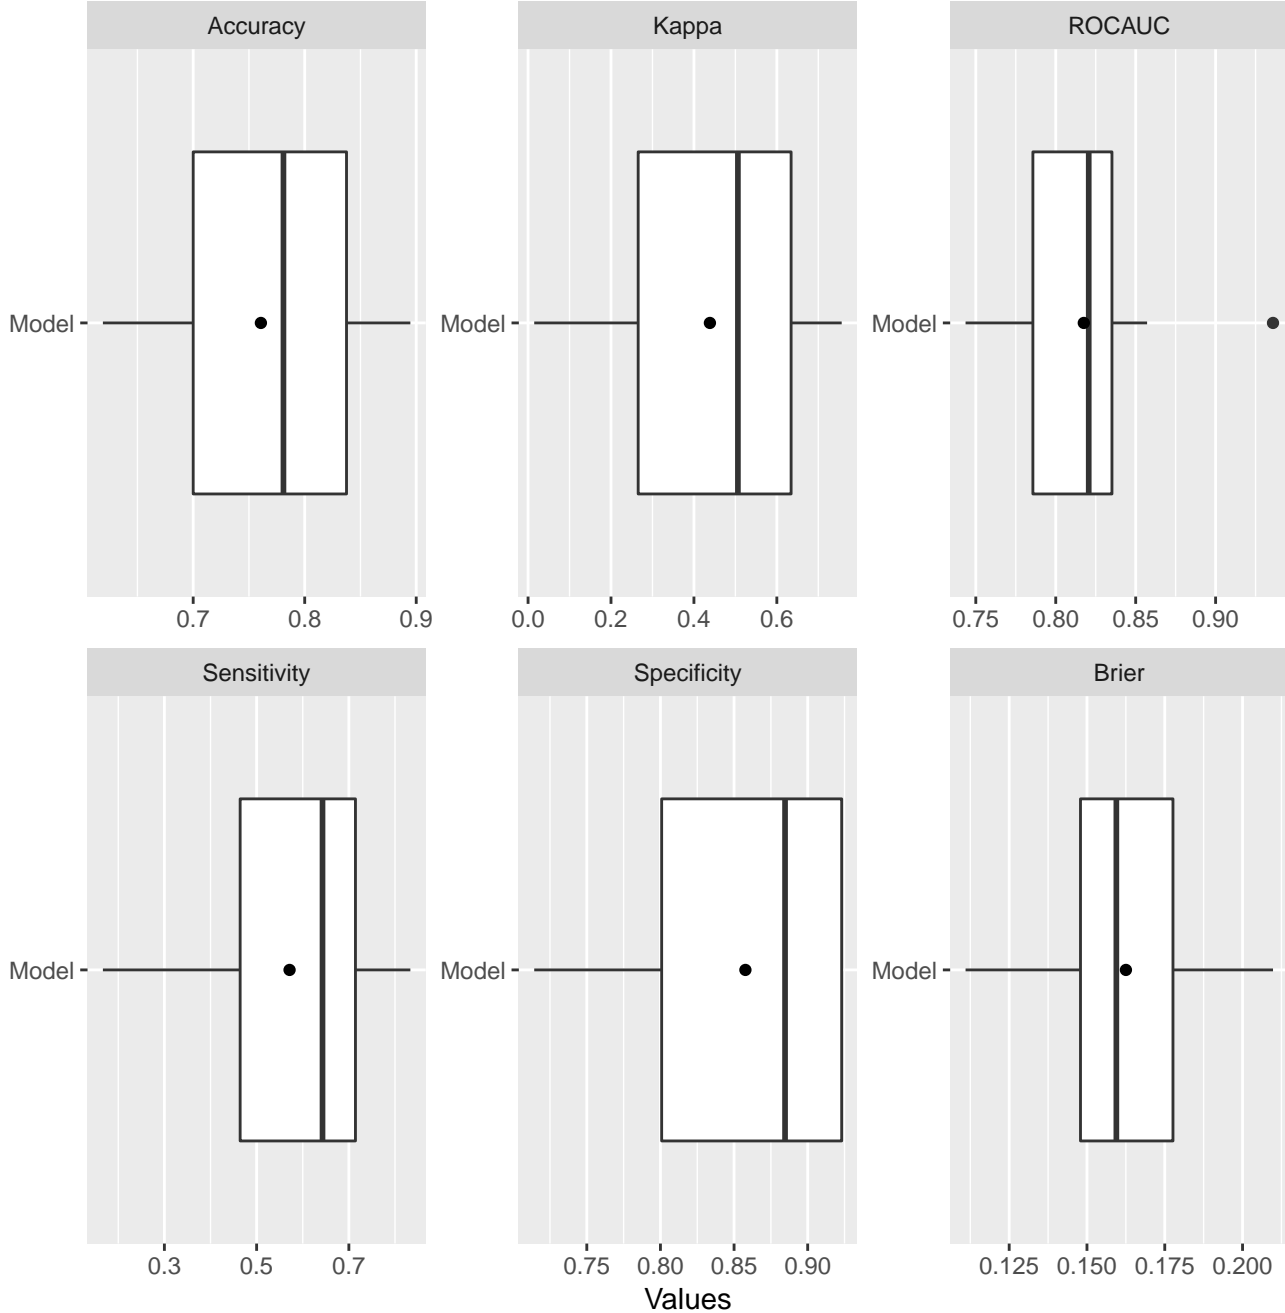 Accuracy Kappa ROCAUC
Model Model Model
0.7 0.8 0.9 0.0 0.2 0.4 0.6 0.75 0.80 0.85 0.90
Sensitivity Specificity Brier
Model Model Model
0.3 0.5 0.7 0.75 0.80 0.85 0.90 0.125 0.150 0.175 0.200
Values